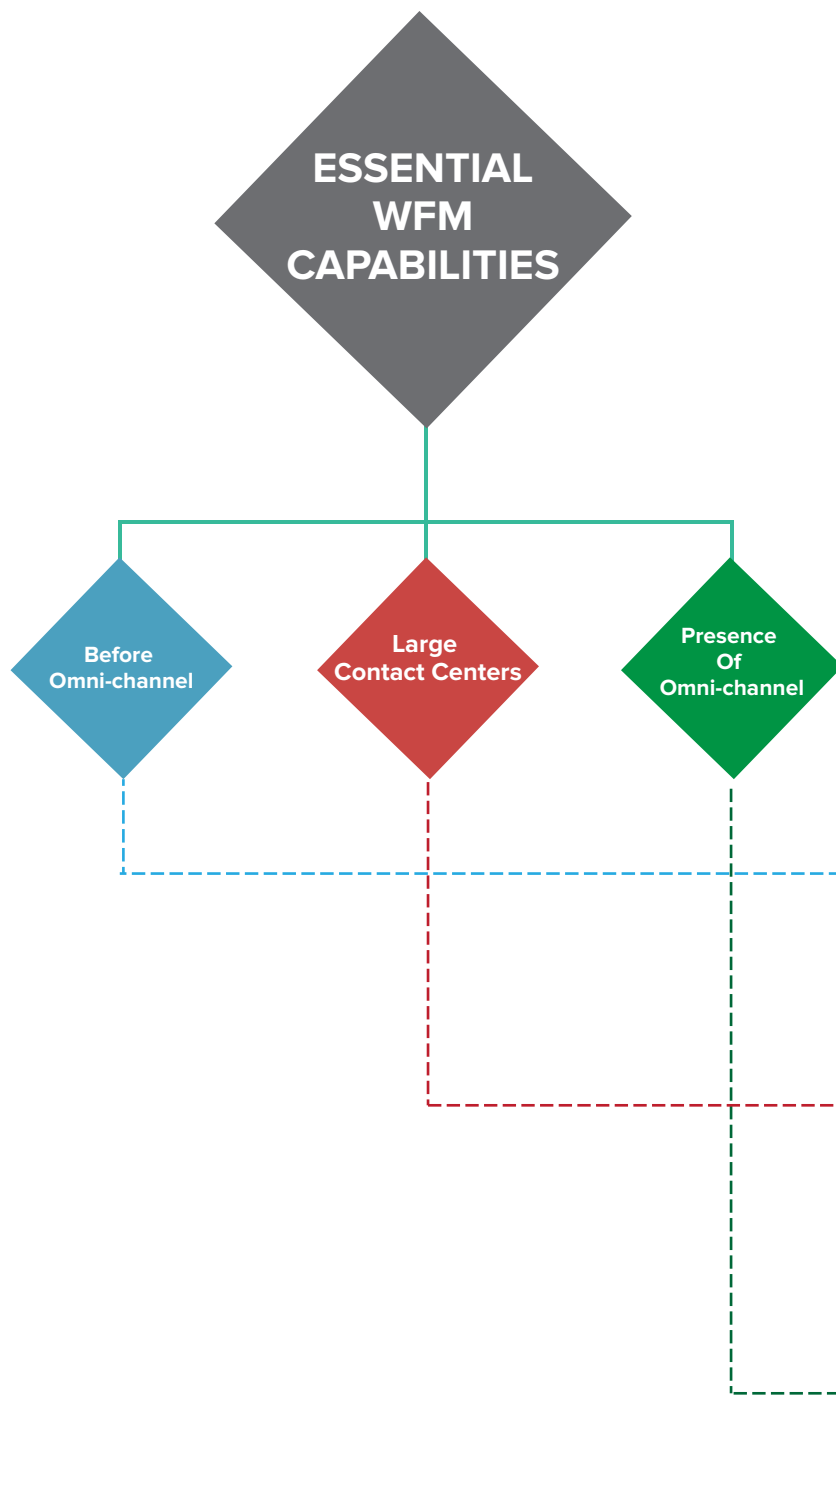 ESSENTIAL
WFM
CAPABILITIES
Before
Omni-channel
Large
Contact Centers
Presence
Of
Omni-channel